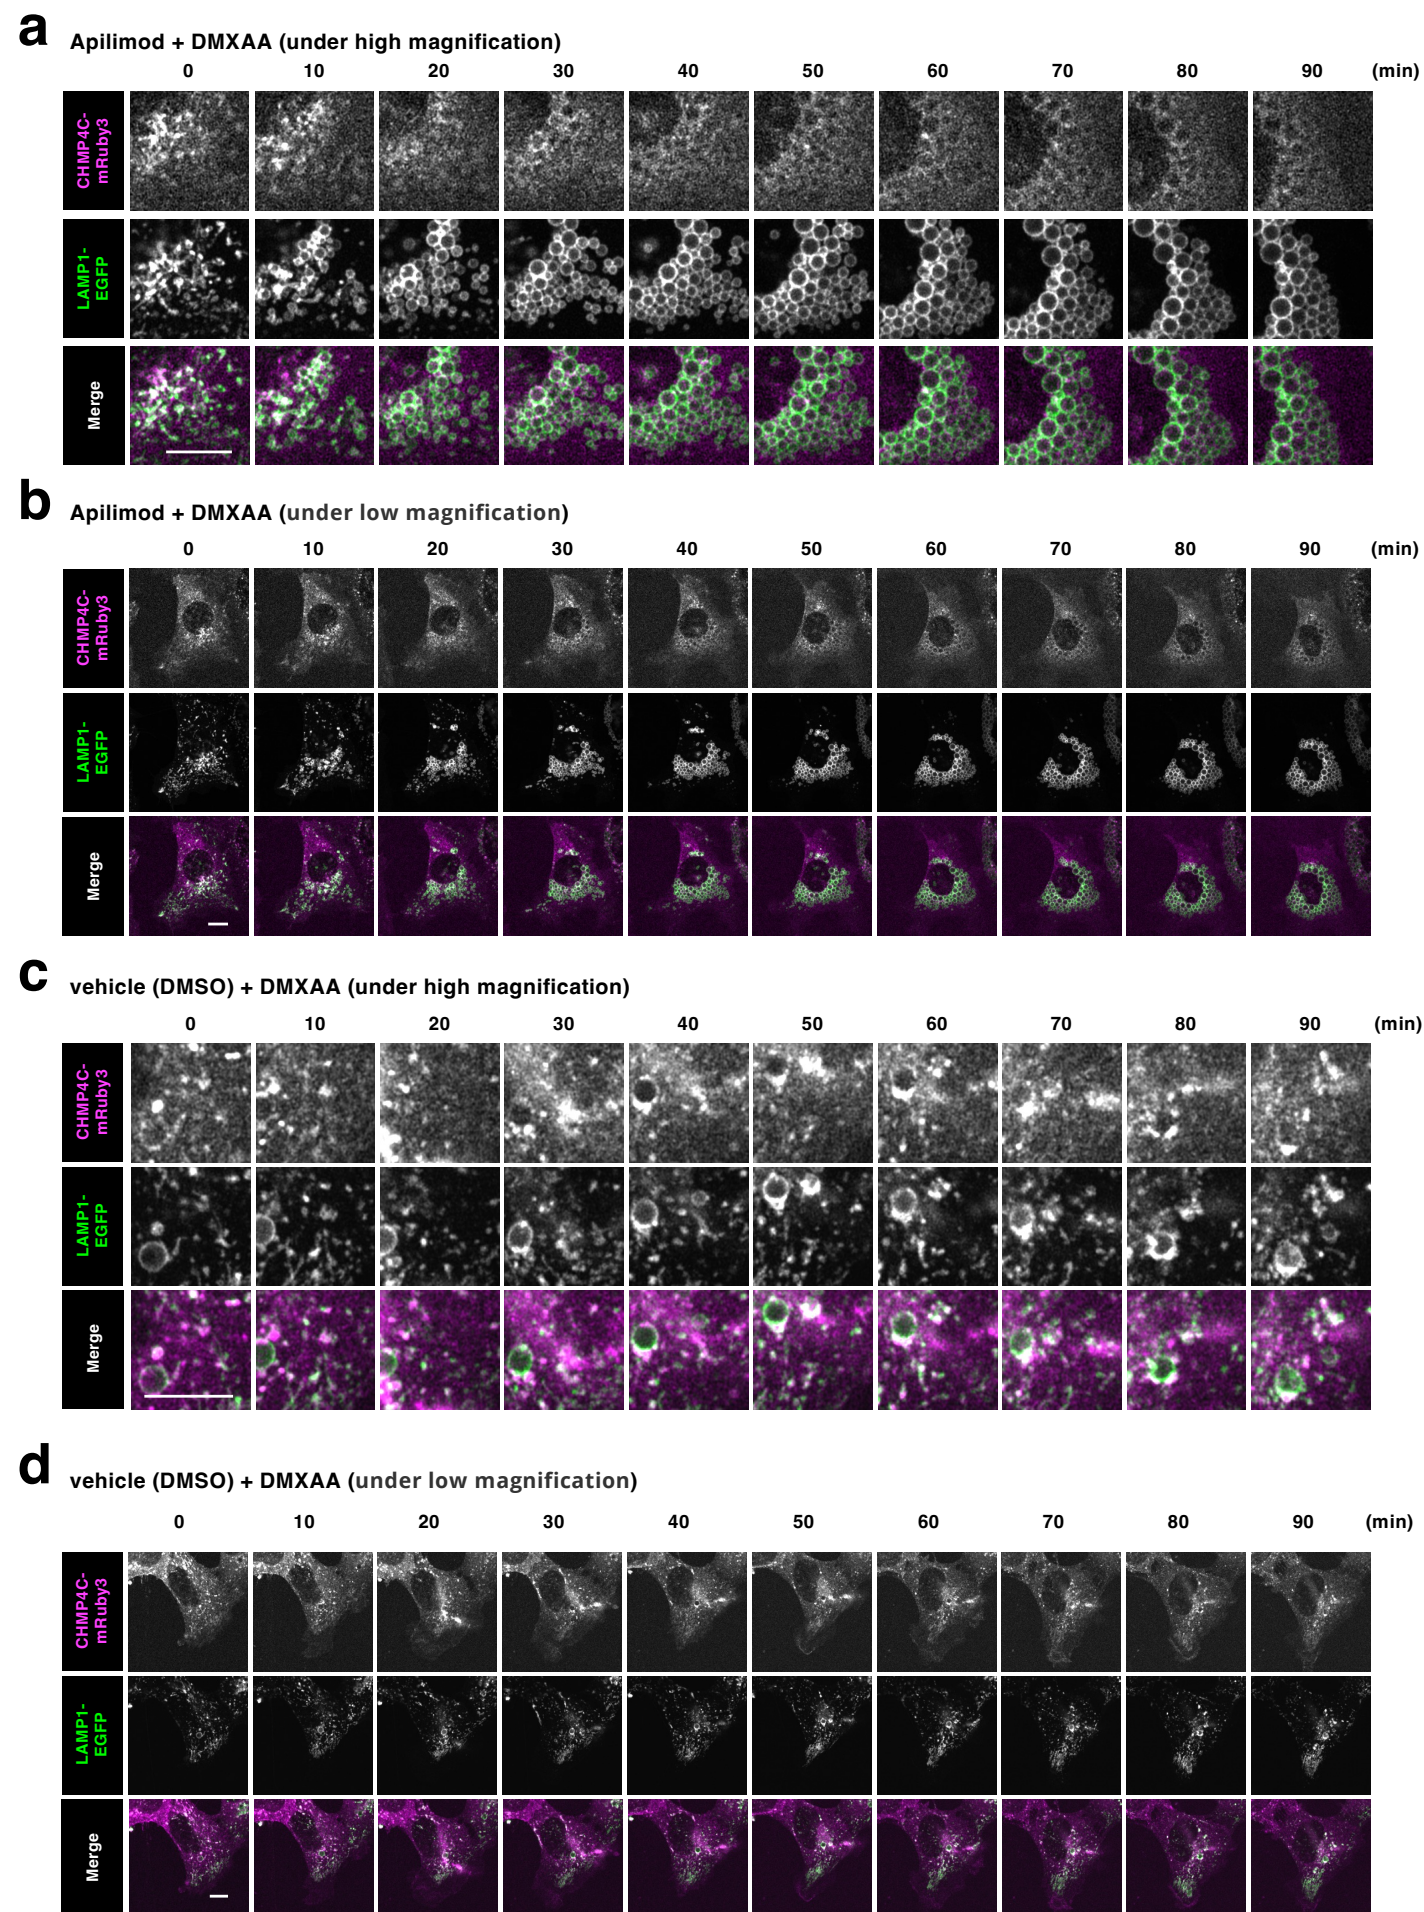 a
Apilimod + DMXAA (under high magnification)
0 10 20 30 40 50 60 70 80 90 (min)
CHMP4C-
mRuby3
LAMP1-
EGFP
Merge
b
Apilimod + DMXAA (under low magnification)
0 10 20 30 40 50 60 70 80 90 (min)
CHMP4C-
mRuby3
LAMP1-
EGFP
Merge
c
vehicle (DMSO) + DMXAA (under high magnification)
0 10 20 30 40 50 60 70 80 90 (min)
CHMP4C-
mRuby3
LAMP1-
EGFP
Merge
d
vehicle (DMSO) + DMXAA (under low magnification)
0 10 20 30 40 50 60 70 80 90 (min)
CHMP4C-
mRuby3
LAMP1-
EGFP
Merge